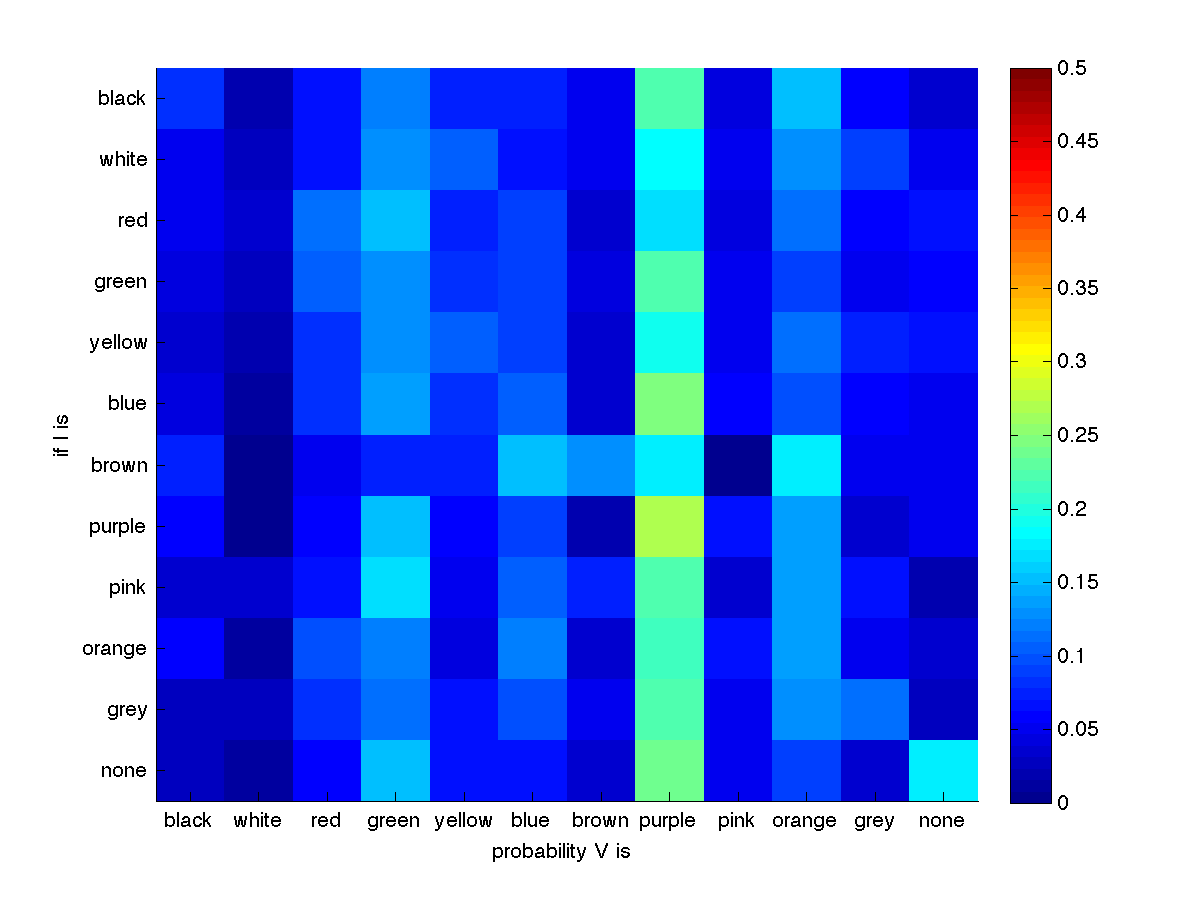 if I is
black
white
red
green
yellow
blue
brown
purple
pink
orange
grey
none
black white red green yellow blue brown purple pink orange grey none
probability V is
0.5
0.45
0.4
0.35
0.3
0.25
0.2
0.15
0.1
0.05
0